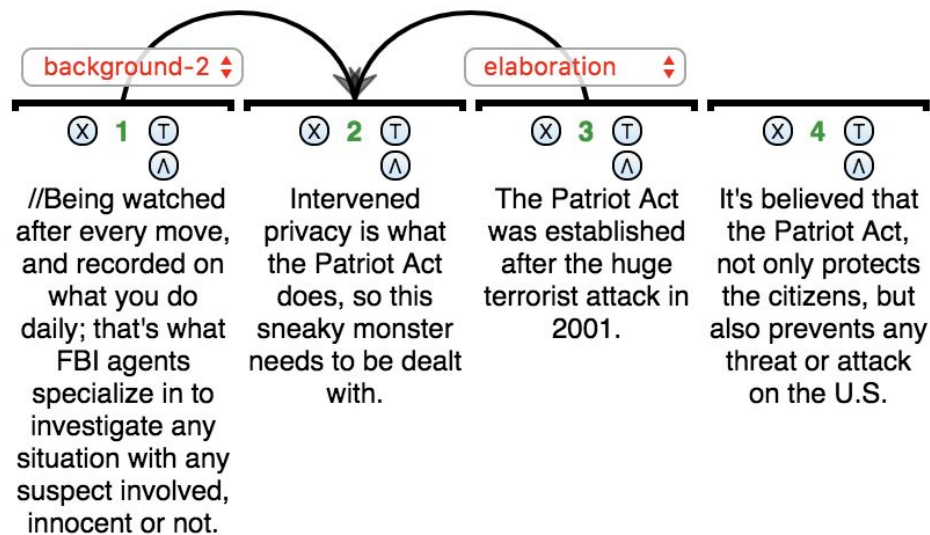 background-2
elaboration
X 1 T
Λ
X 2 T
Λ
X 3 T
Λ
X 4 T
Λ
//Being watched
after every move,
and recorded on
what you do
daily; that's what
FBI agents
specialize in to
investigate any
situation with any
suspect involved,
innocent or not.
Intervened
privacy is what
the Patriot Act
does, so this
sneaky monster
needs to be dealt
with.
The Patriot Act
was established
after the huge
terrorist attack in
2001.
It's believed that
the Patriot Act,
not only protects
the citizens, but
also prevents any
threat or attack
on the U.S.